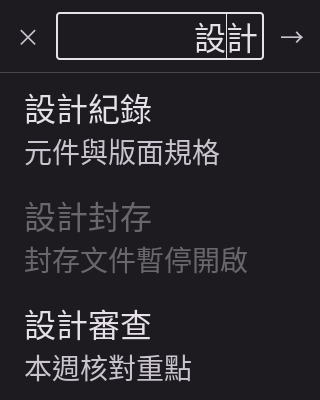 設計
設計紀錄
元件與版面規格
設計封存
封存文件暫停開啟
設計審查
本週核對重點